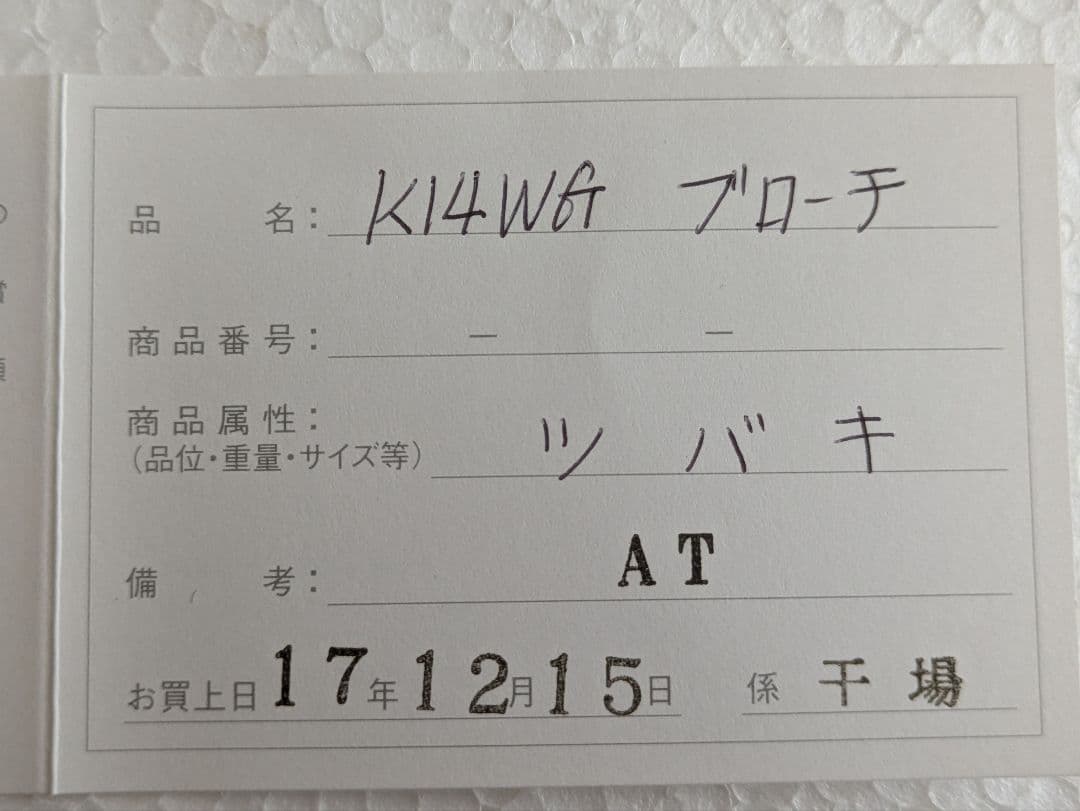 品名：K14WG ブローチ
商品番号： － －
商品属性：
（品位・重量・サイズ等） ツバキ
備考： AT
お買上日 17年12月15日 係 干場